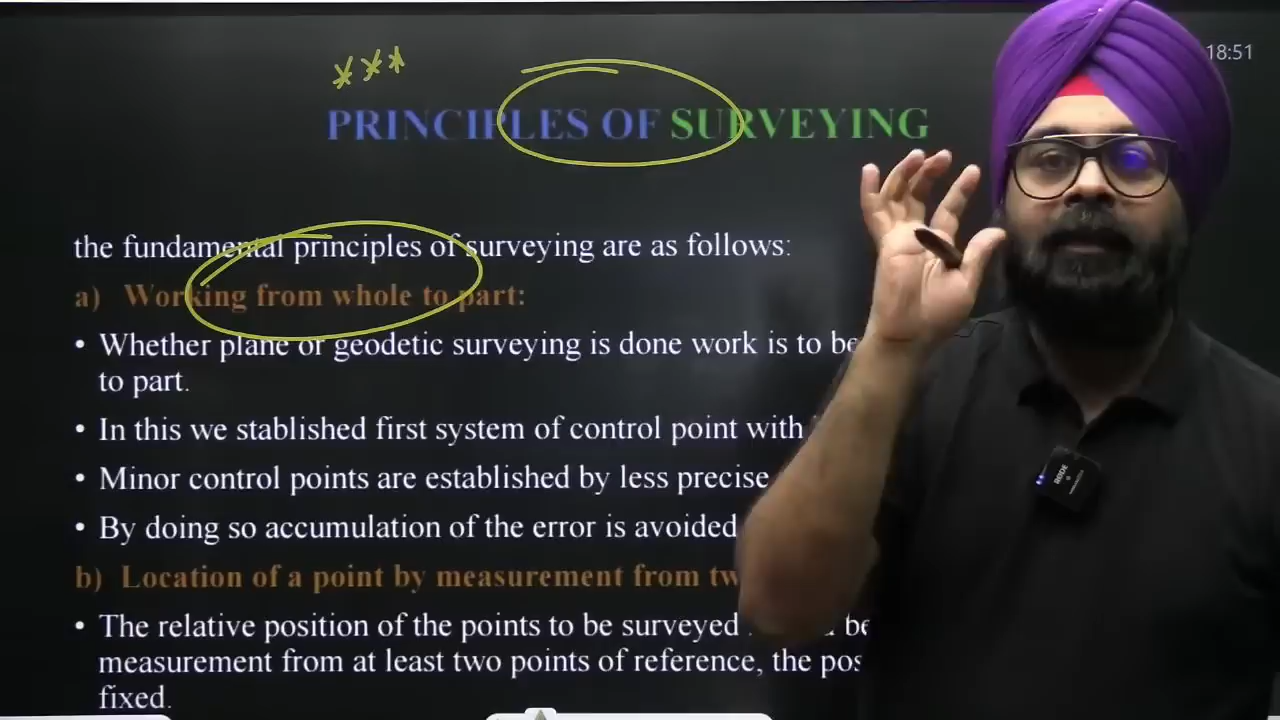 18:51
***
PRINCIPLES OF SURVEYING
the fundamental principles of surveying are as follows:
a) Working from whole to part:
• Whether plane or geodetic surveying is done work is to be
to part.
• In this we stablished first system of control point with
• Minor control points are established by less precise
• By doing so accumulation of the error is avoided
b) Location of a point by measurement from
• The relative position of the points to be surveyed
measurement from at least two points of reference, the
fixed.
RODE